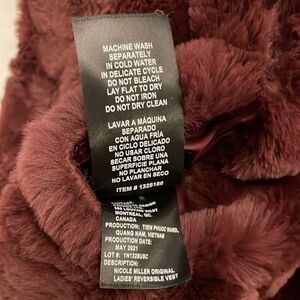 MACHINE WASH
SEPARATELY
IN COLD WATER
IN DELICATE CYCLE
DO NOT BLEACH
LAY FLAT TO DRY
DO NOT IRON
DO NOT DRY CLEAN
LAVAR A MÁQUINA
SEPARADO
CON AGUA FRÍA
EN CICLO DELICADO
NO USAR CLORO
SECAR SOBRE UNA
SUPERFICIE PLANA
NO PLANCHAR
NO LAVAR EN SECO
ITEM # 1328186
MONTREAL, QC.
CANADA
PRODUCTION: TIEN PHUOC WARD,
QUANG NAM, VIETNAM
PRODUCTION DATE:
MAY 2021
LOT #: 1W1328UGC
DESCRIPTION:
NICOLE MILLER ORIGINAL
LADIES' REVERSIBLE VEST